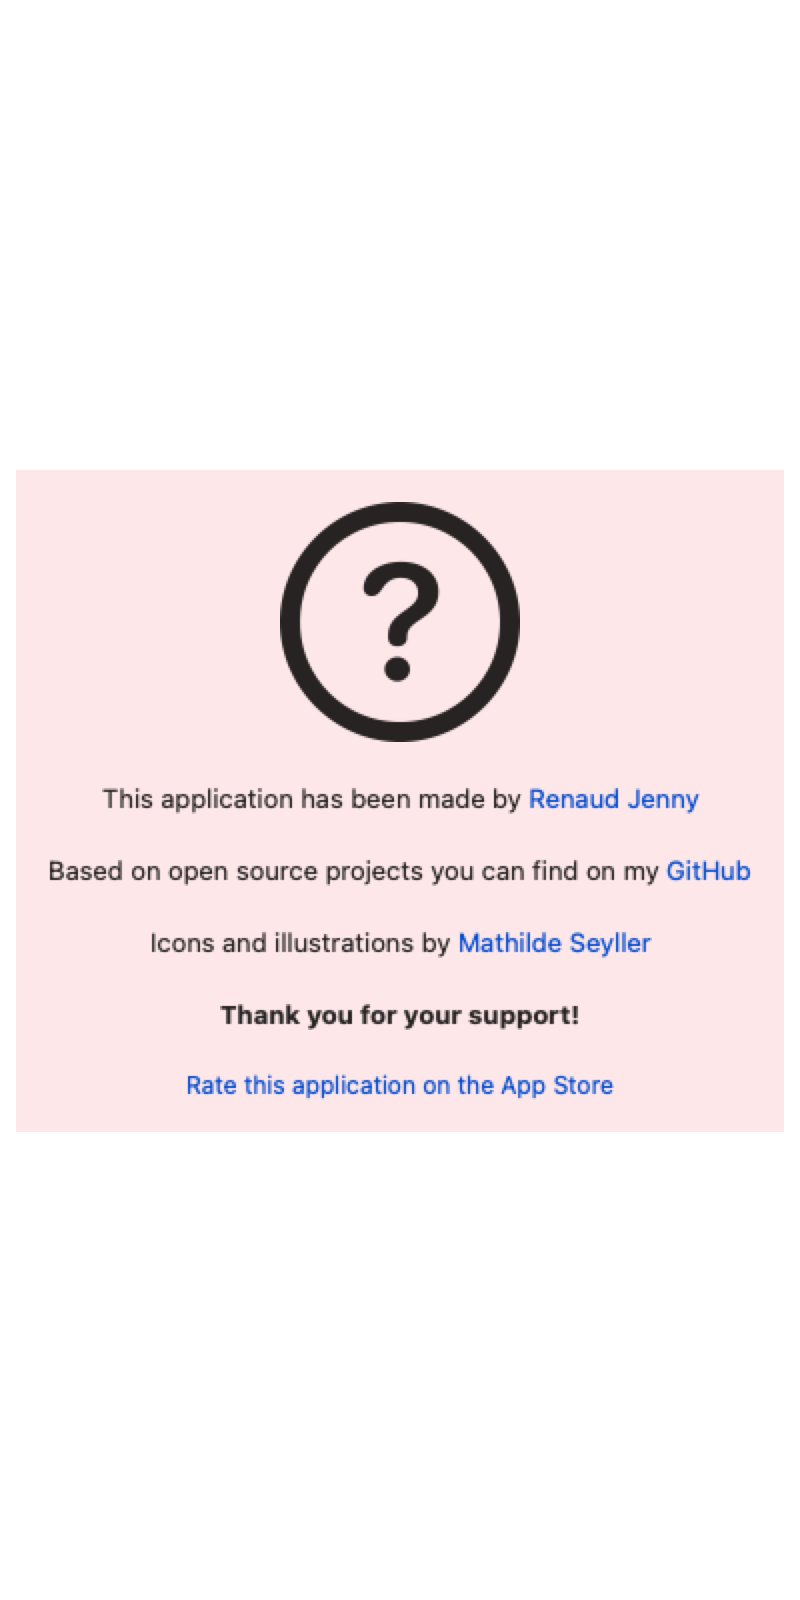 ?
This application has been made by Renaud Jenny
Based on open source projects you can find on my GitHub
Icons and illustrations by Mathilde Seyller
Thank you for your support!
Rate this application on the App Store